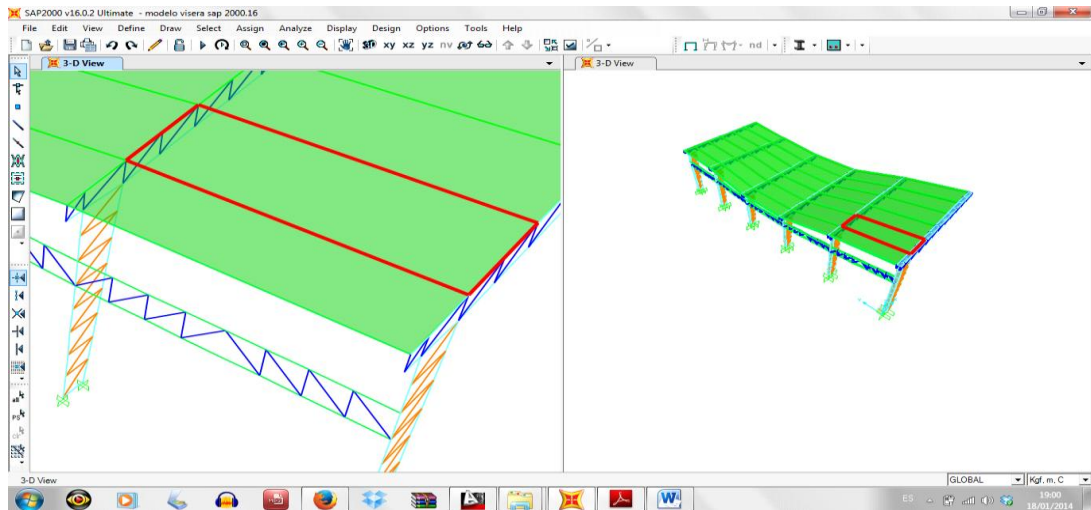 SAP2000 v16.0.2 Ultimate - modelo visera sap 2000.16
File Edit View Define Draw Select Assign Analyze Display Design Options Tools Help
3D xy xz yz nv nd
3-D View
3-D View
3-D View
GLOBAL
Kgf, m, C
ES
19:00
18/01/2014